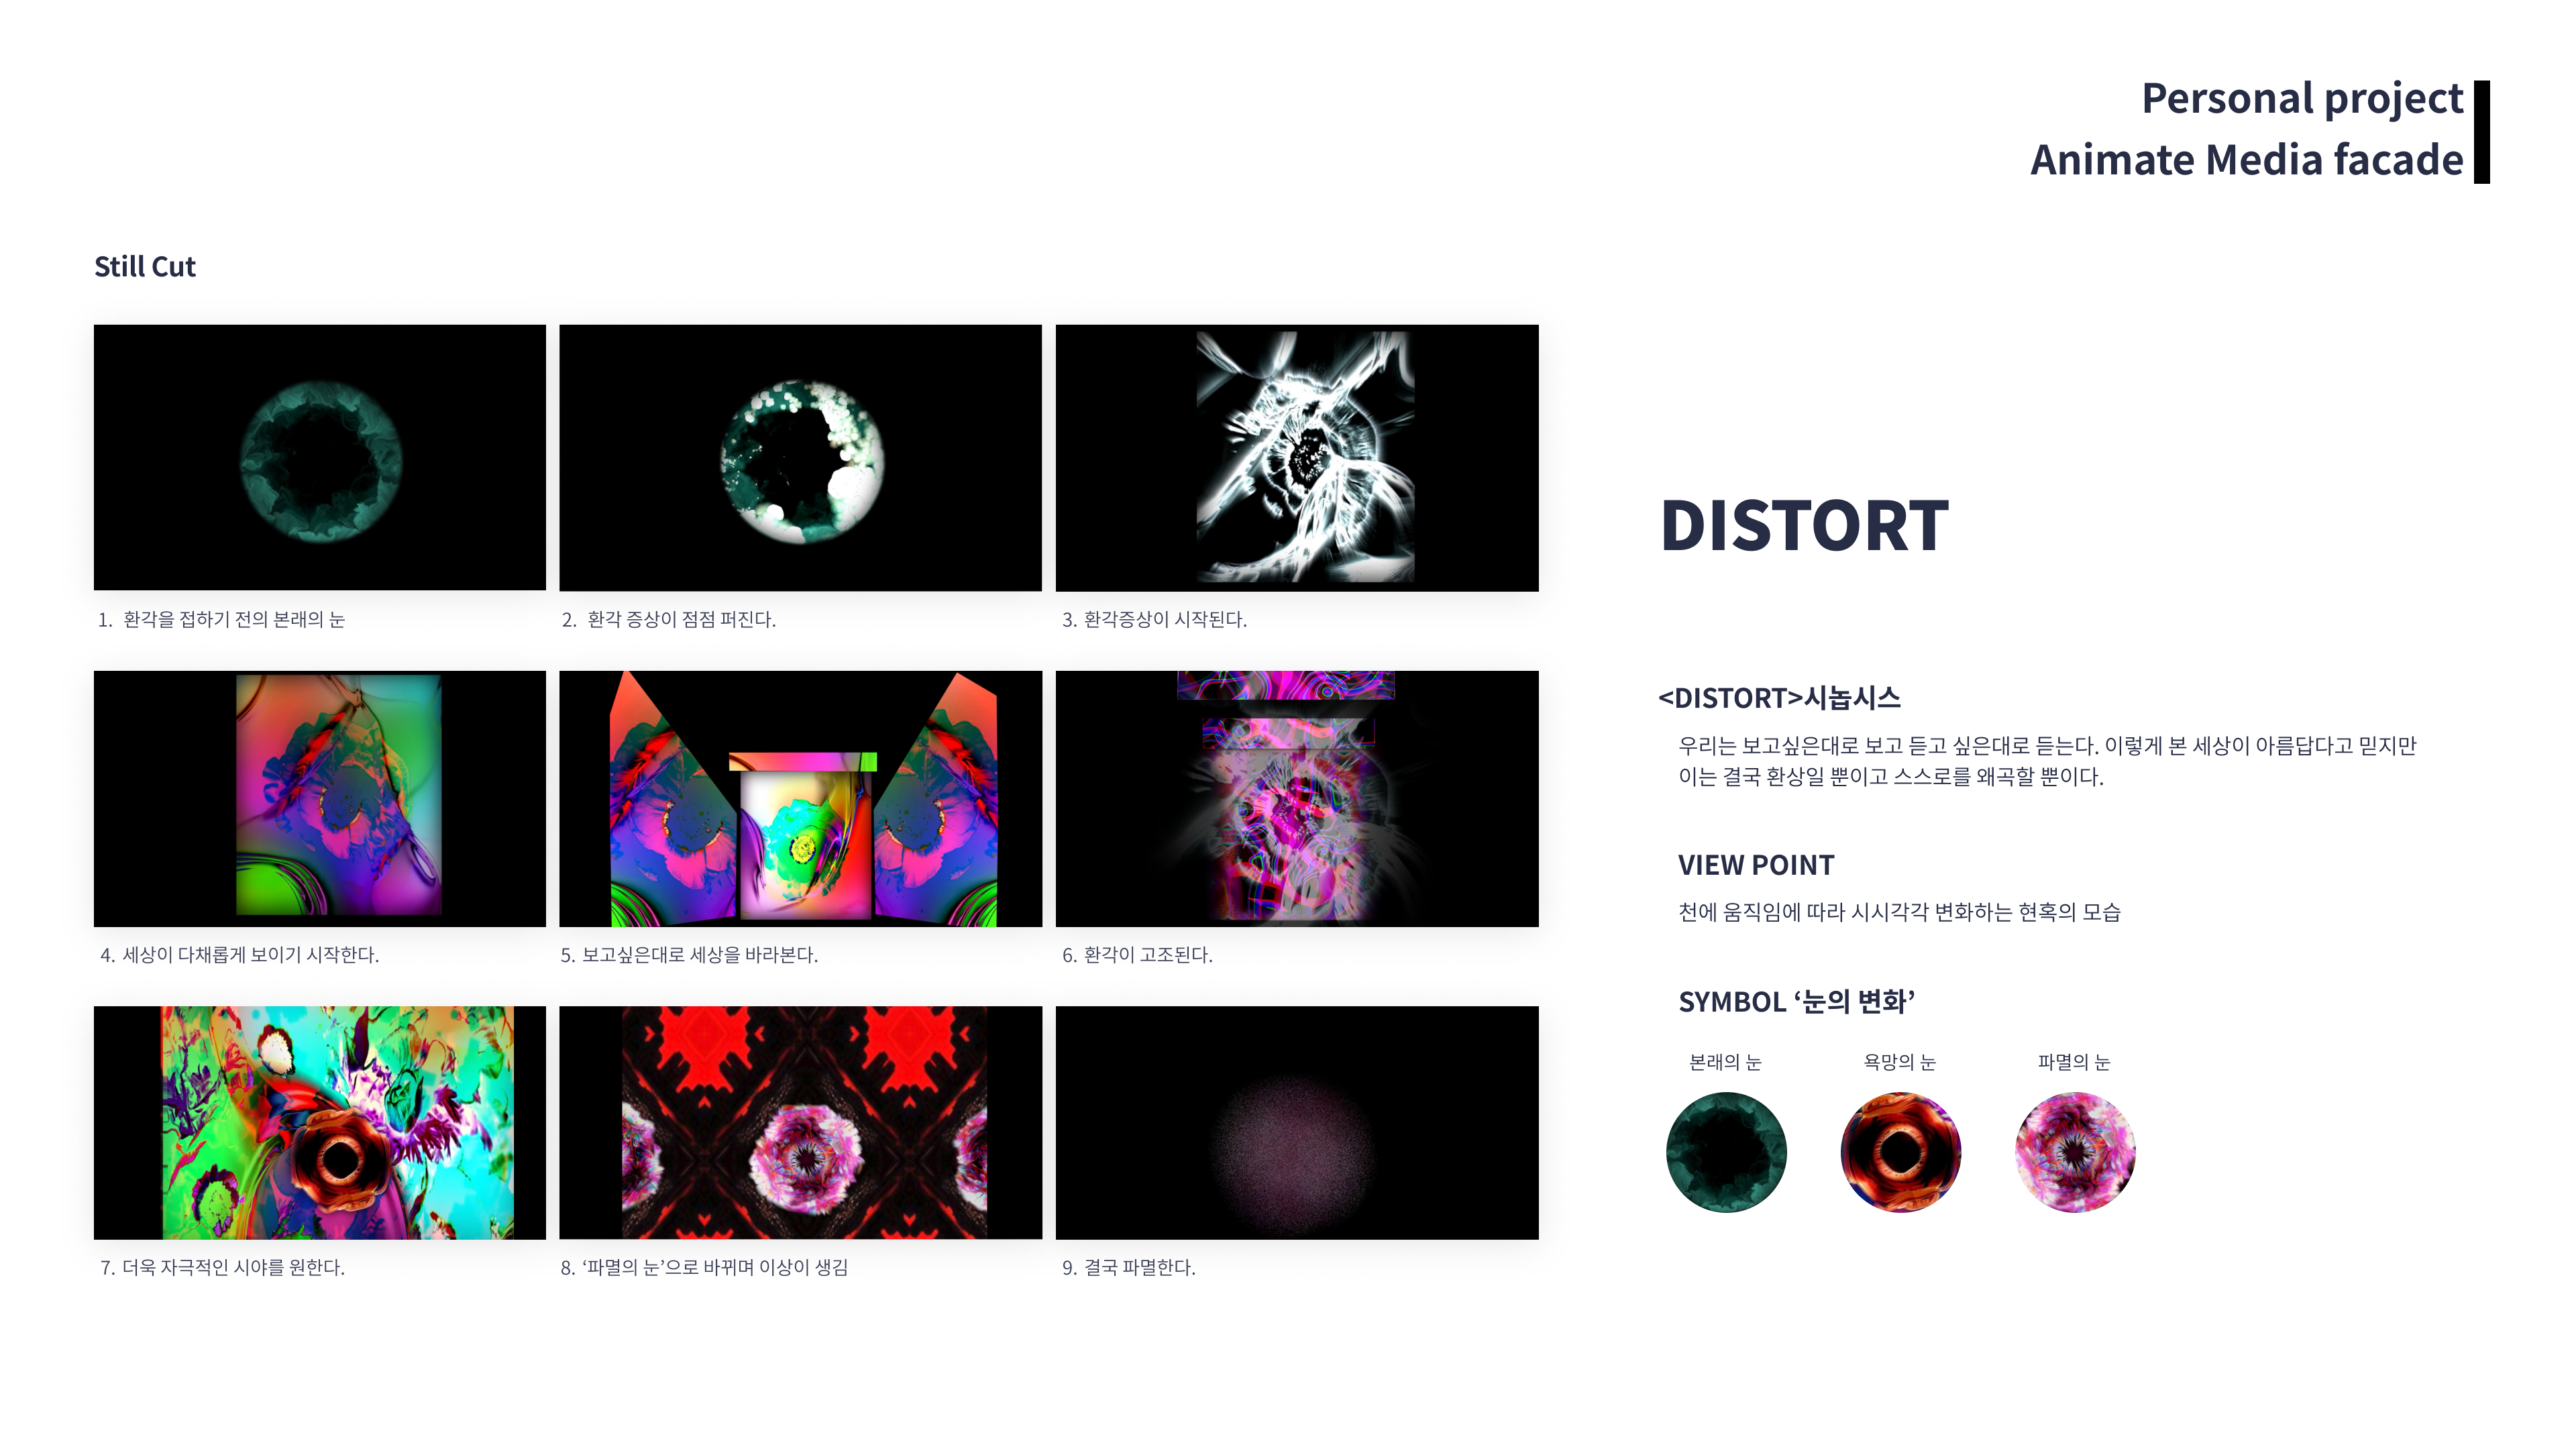 Personal project
Animate Media facade
Still Cut
1. 환각을 접하기 전의 본래의 눈
2. 환각 증상이 점점 퍼진다.
3. 환각증상이 시작된다.
4. 세상이 다채롭게 보이기 시작한다.
5. 보고싶은대로 세상을 바라본다.
6. 환각이 고조된다.
7. 더욱 자극적인 시야를 원한다.
8. ‘파멸의 눈’으로 바뀌며 이상이 생김
9. 결국 파멸한다.
DISTORT
<DISTORT>시놉시스
우리는 보고싶은대로 보고 듣고 싶은대로 듣는다. 이렇게 본 세상이 아름답다고 믿지만
이는 결국 환상일 뿐이고 스스로를 왜곡할 뿐이다.
VIEW POINT
천에 움직임에 따라 시시각각 변화하는 현혹의 모습
SYMBOL ‘눈의 변화’
본래의 눈
욕망의 눈
파멸의 눈